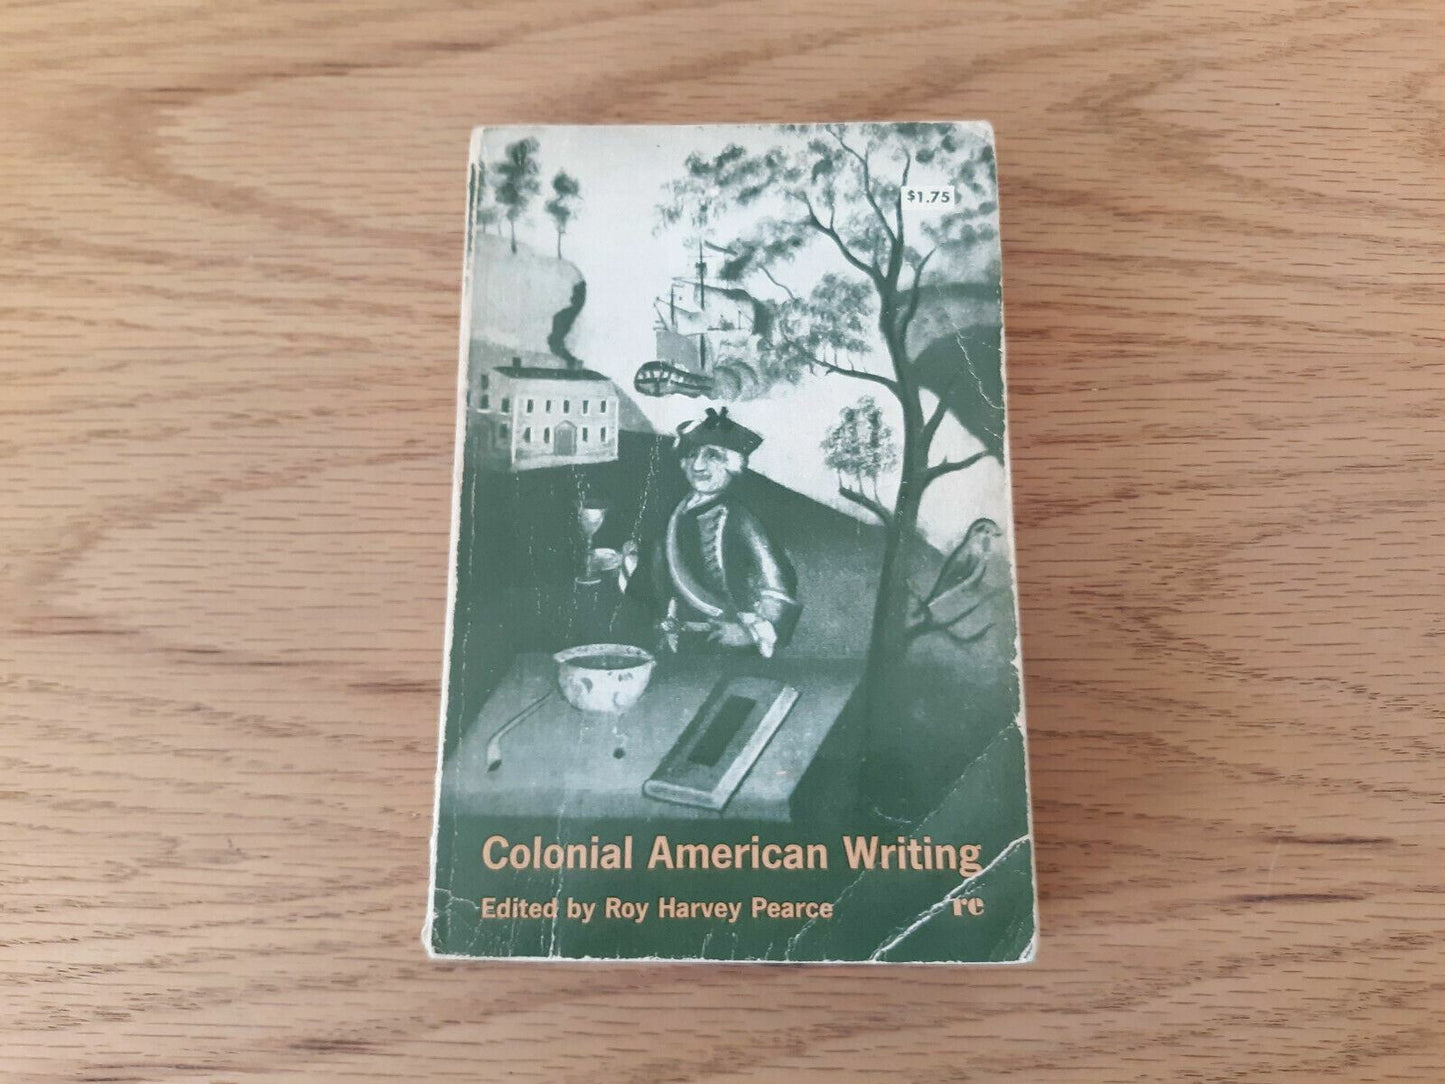 $1.75
Colonial American Writing
Edited by Roy Harvey Pearce
re